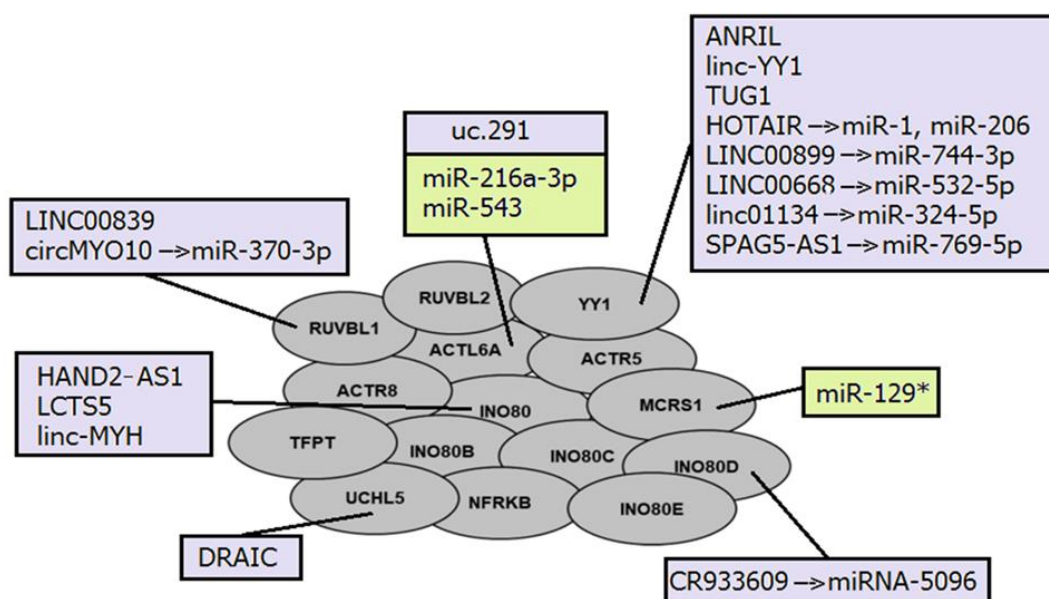 ANRIL
linc-YY1
TUG1
HOTAIR –>miR-1, miR-206
LINC00899 –>miR-744-3p
LINC00668 –>miR-532-5p
linc01134–>miR-324-5p
SPAG5-AS1–>miR-769-5p
uc.291
miR-216a-3p
miR-543
LINC00839
circMYO10 –>miR-370-3p
RUVBL2
YY1
RUVBL1
ACTL6A
ACTR5
HAND2-AS1
LCTS5
linc-MYH
ACTR8
INO80
MCRS1
miR-129*
TFPT
INO80B
INO80C
INO80D
UCHL5
NFRKB
INO80E
DRAIC
CR933609 –>miRNA-5096